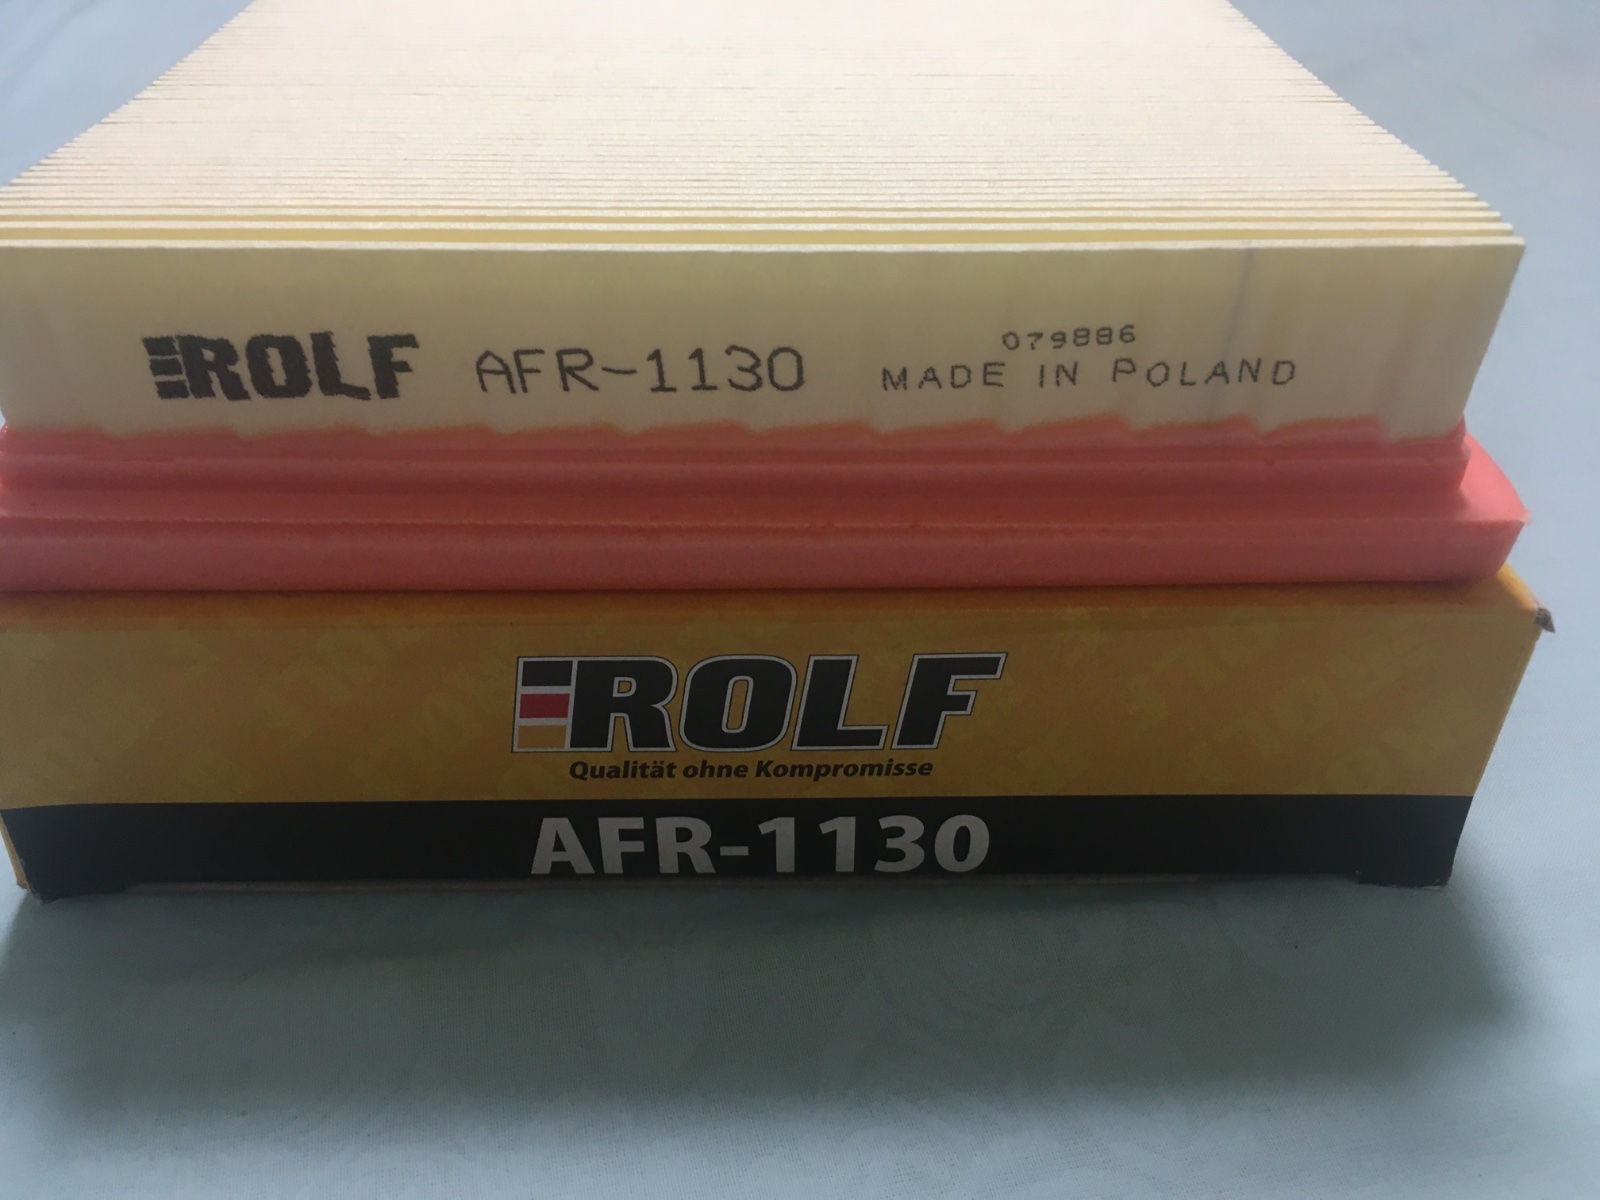 ROLF AFR-1130 079886
MADE IN POLAND
ROLF
Qualität ohne Kompromisse
AFR-1130